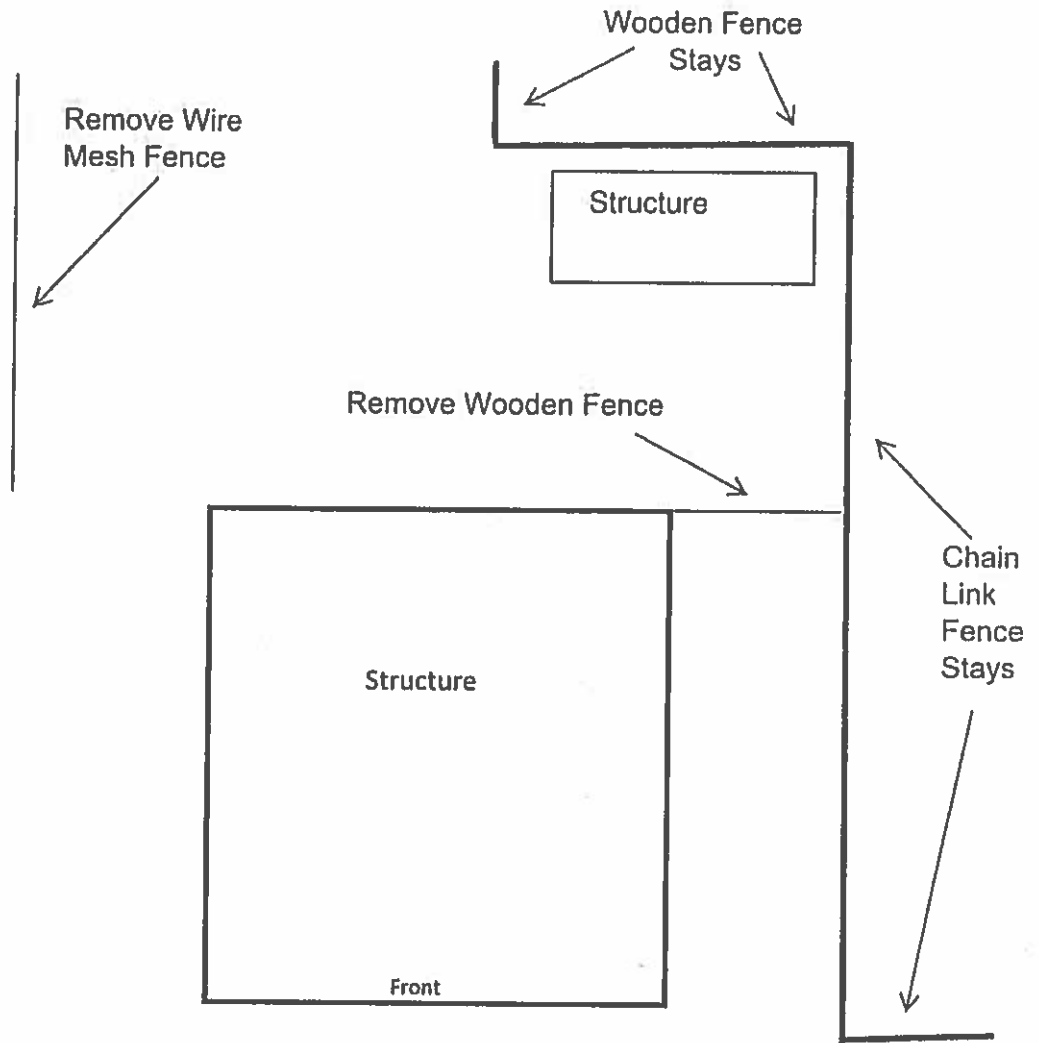 Wooden Fence
Stays
Remove Wire
Mesh Fence
Structure
Remove Wooden Fence
Chain
Link
Fence
Stays
Structure
Front